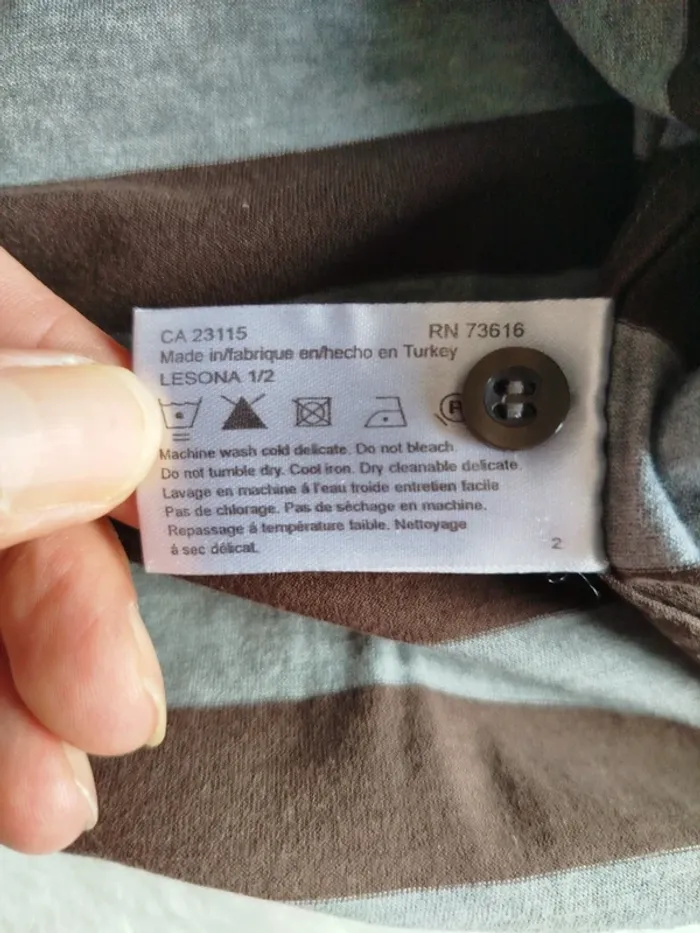 CA 23115 RN 73616
Made in/fabrique en/hecho en Turkey
LESONA 1/2
P
Machine wash cold delicate. Do not bleach.
Do not tumble dry. Cool iron. Dry cleanable delicate.
Lavage en machine à l'eau froide entretien facile
Pas de chlorage. Pas de sèchage en machine.
Repassage à température faible. Nettoyage
à sec délicat.
2